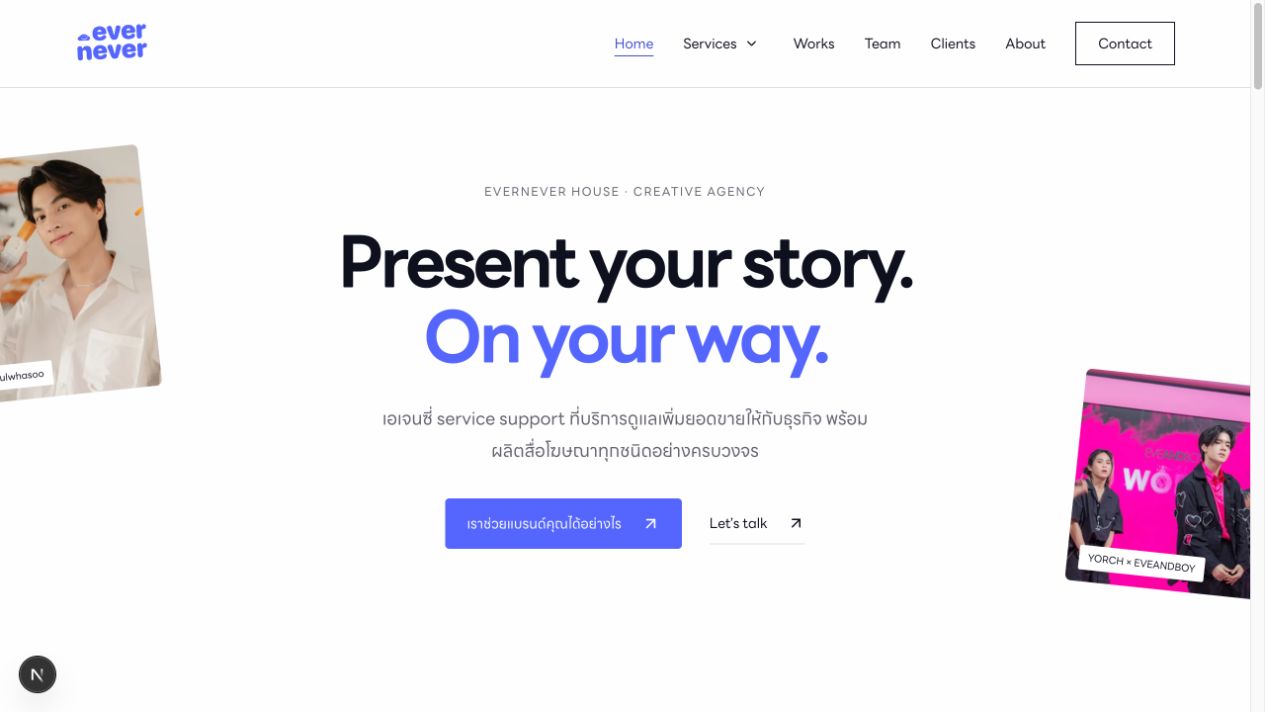 ever
never
Home
Services
Works
Team
Clients
About
Contact
EVERNEVER HOUSE · CREATIVE AGENCY
Present your story.
On your way.
เอเจนซี่ service support ที่บริการดูแลเพิ่มยอดขายให้กับธุรกิจ พร้อม
ผลิตสื่อโฆษณาทุกชนิดอย่างครบวงจร
เราช่วยแบรนด์คุณได้อย่างไร
Let's talk
ulwhasoo
YORCH × EVEANDBOY
N